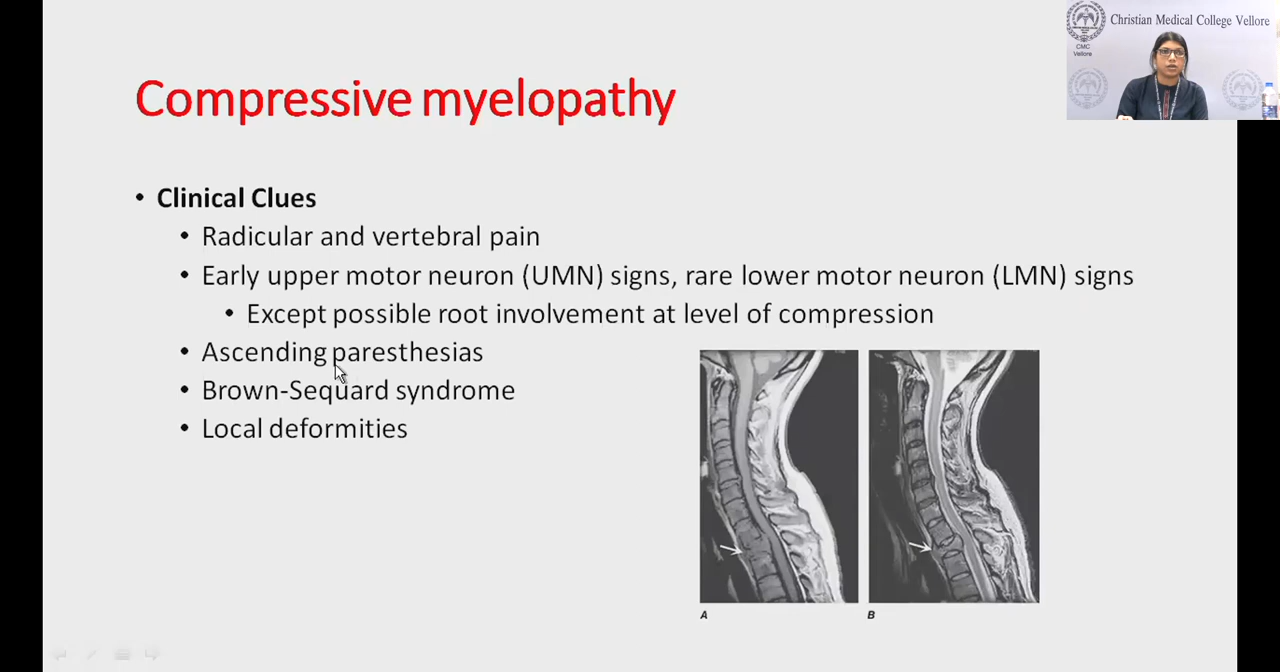 Christian Medical College Vellore
CMC
Vellore
Compressive myelopathy
• Clinical Clues
• Radicular and vertebral pain
• Early upper motor neuron (UMN) signs, rare lower motor neuron (LMN) signs
• Except possible root involvement at level of compression
• Ascending paresthesias
• Brown-Sequard syndrome
• Local deformities
A
B